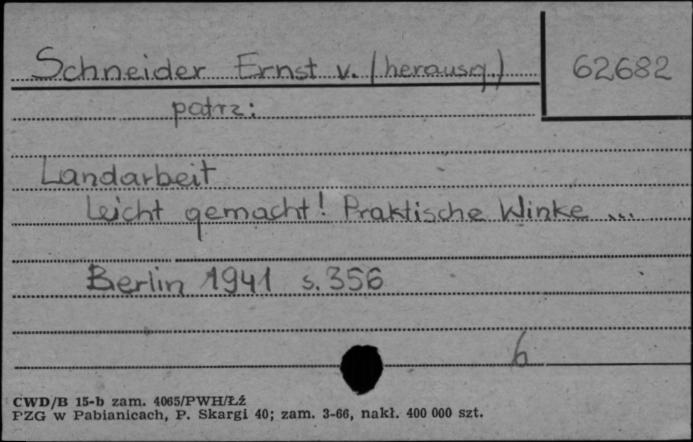 Schneider Ernst v. (herausg.)
62682
patrz:
Landarbeit
leicht gemacht! Praktische Winke ...
Berlin 1941 s. 356
6
CWD/B 15-b zam. 4065/PWH/Łź
PZG w Pabianicach, P. Skargi 40; zam. 3-66, nakł. 400 000 szt.